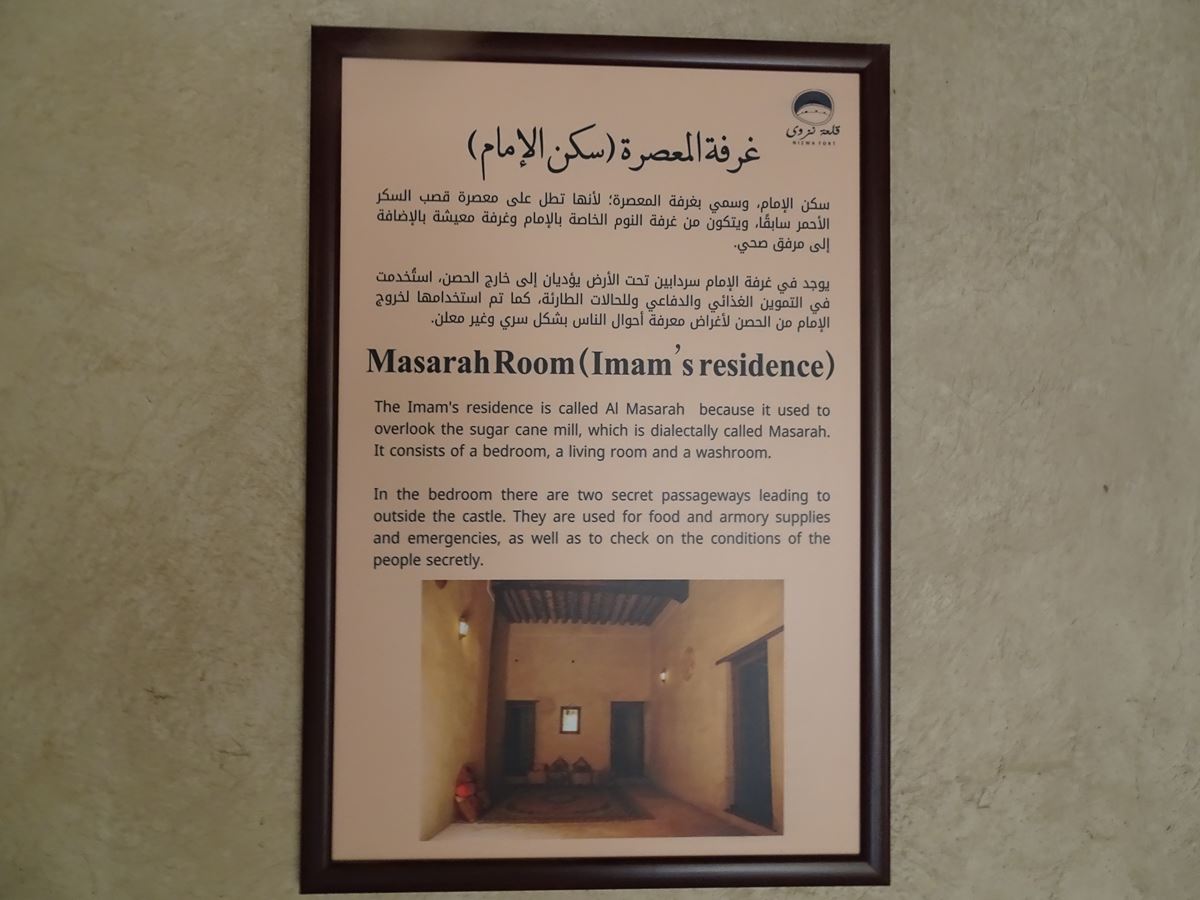 قلعة نزوى
NIZWA FORT
غرفة المعصرة (سكن الإمام)
سكن الإمام، وسمي بغرفة المعصرة؛ لأنها تطل على معصرة قصب السكر
الأحمر سابقًا، ويتكون من غرفة النوم الخاصة بالإمام وغرفة معيشة بالإضافة
إلى مرفق صحي.
يوجد في غرفة الإمام سردابين تحت الأرض يؤديان إلى خارج الحصن، استُخدمت
في التموين الغذائي والدفاعي وللحالات الطارئة، كما تم استخدامها لخروج
الإمام من الحصن لأغراض معرفة أحوال الناس بشكل سري وغير معلن.
Masarah Room (Imam's residence)
The Imam's residence is called Al Masarah because it used to
overlook the sugar cane mill, which is dialectally called Masarah.
It consists of a bedroom, a living room and a washroom.
In the bedroom there are two secret passageways leading to
outside the castle. They are used for food and armory supplies
and emergencies, as well as to check on the conditions of the
people secretly.